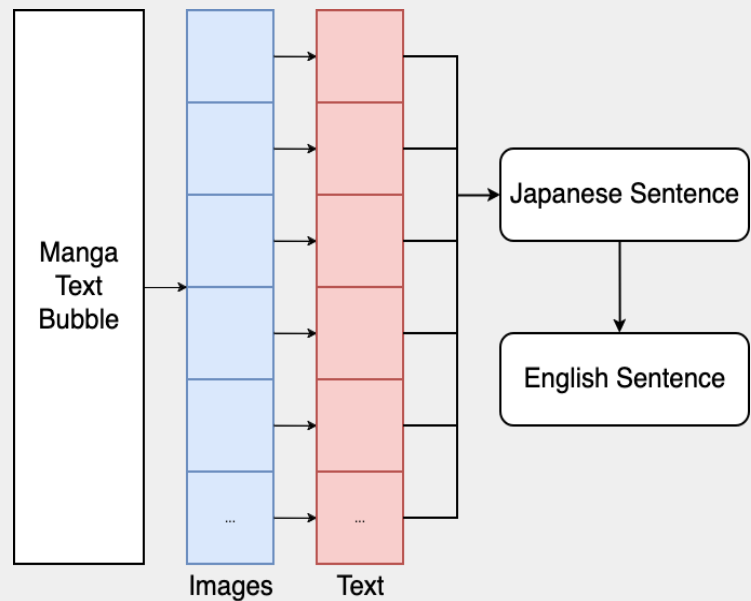 Manga
Text
Bubble
...
...
Images
Text
Japanese Sentence
English Sentence